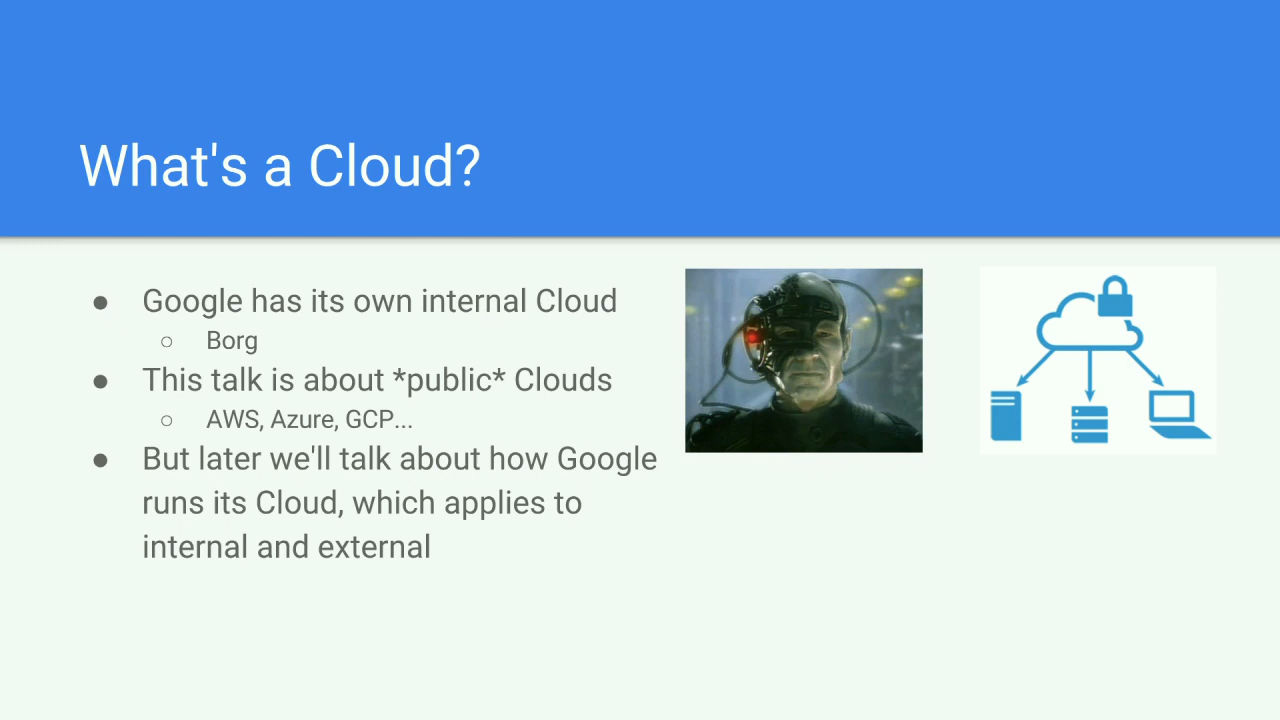 What's a Cloud?
● Google has its own internal Cloud
○ Borg
● This talk is about *public* Clouds
○ AWS, Azure, GCP...
● But later we'll talk about how Google
runs its Cloud, which applies to
internal and external